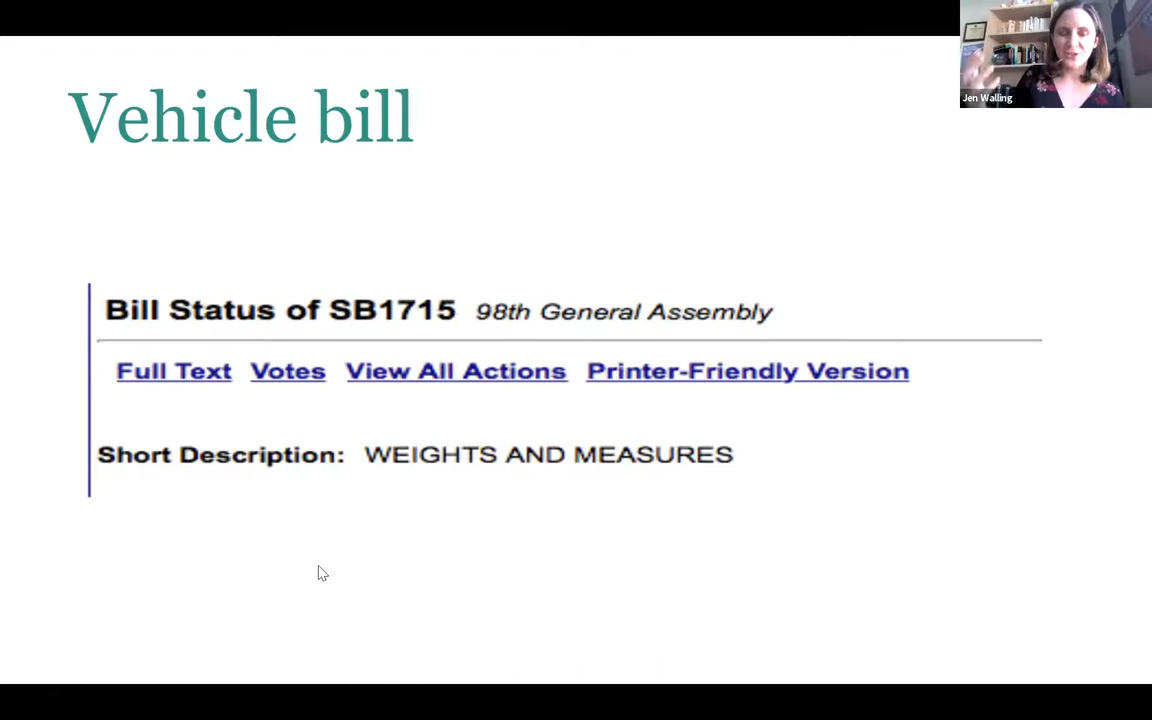 Vehicle bill
Jen Walling
Bill Status of SB1715 98th General Assembly
Full Text Votes View All Actions Printer-Friendly Version
Short Description: WEIGHTS AND MEASURES